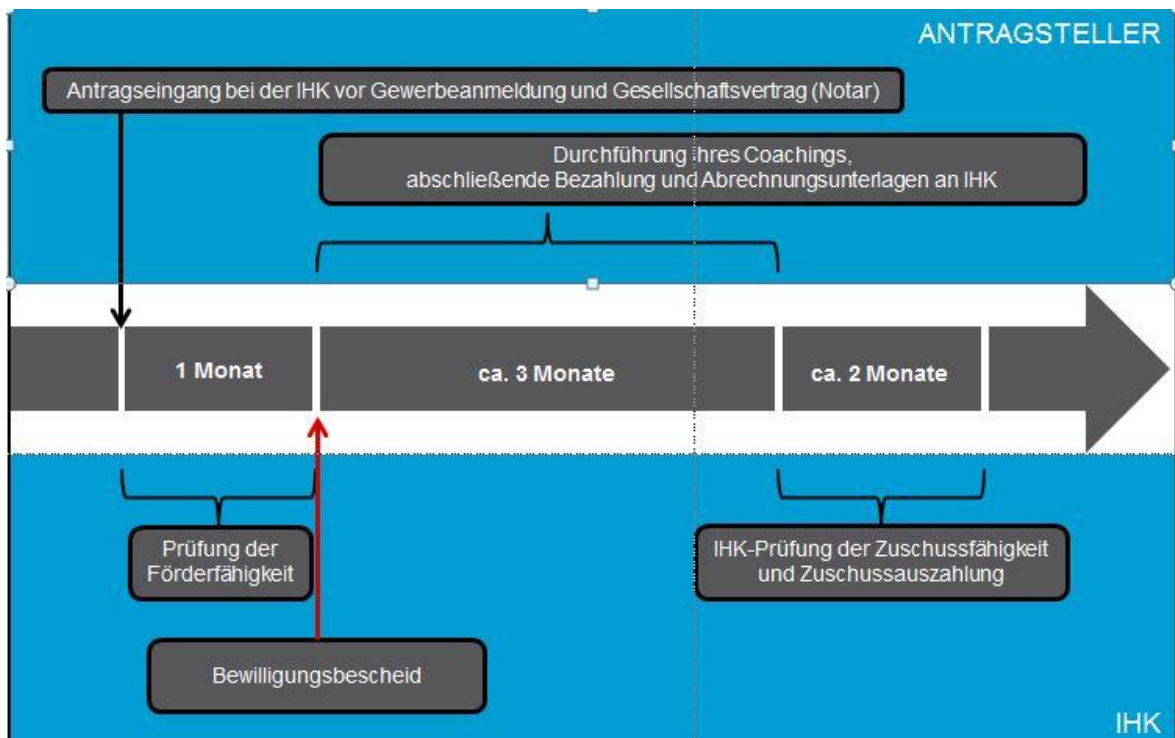 ANTRAGSTELLER
Antragseingang bei der IHK vor Gewerbeanmeldung und Gesellschaftsvertrag (Notar)
Durchführung ihres Coachings,
abschließende Bezahlung und Abrechnungsunterlagen an IHK
1 Monat
ca. 3 Monate
ca. 2 Monate
Prüfung der
Förderfähigkeit
IHK-Prüfung der Zuschussfähigkeit
und Zuschussauszahlung
Bewilligungsbescheid
IHK